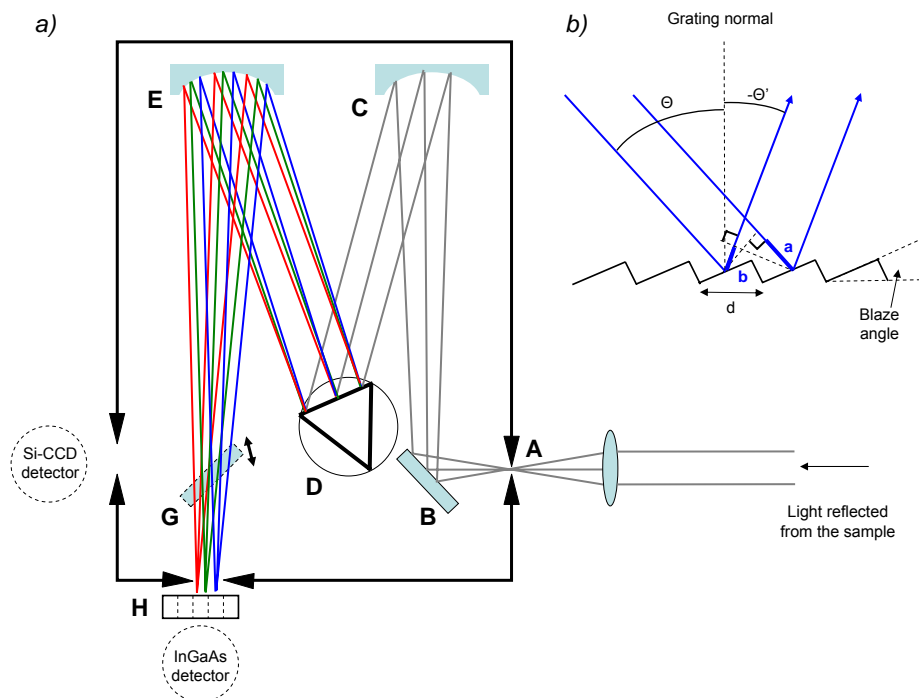 a)
E
C
Si-CCD
detector
D
G
B
A
Light reflected
from the sample
H
InGaAs
detector
b)
Grating normal
Θ
-Θ’
a
b
d
Blaze
angle